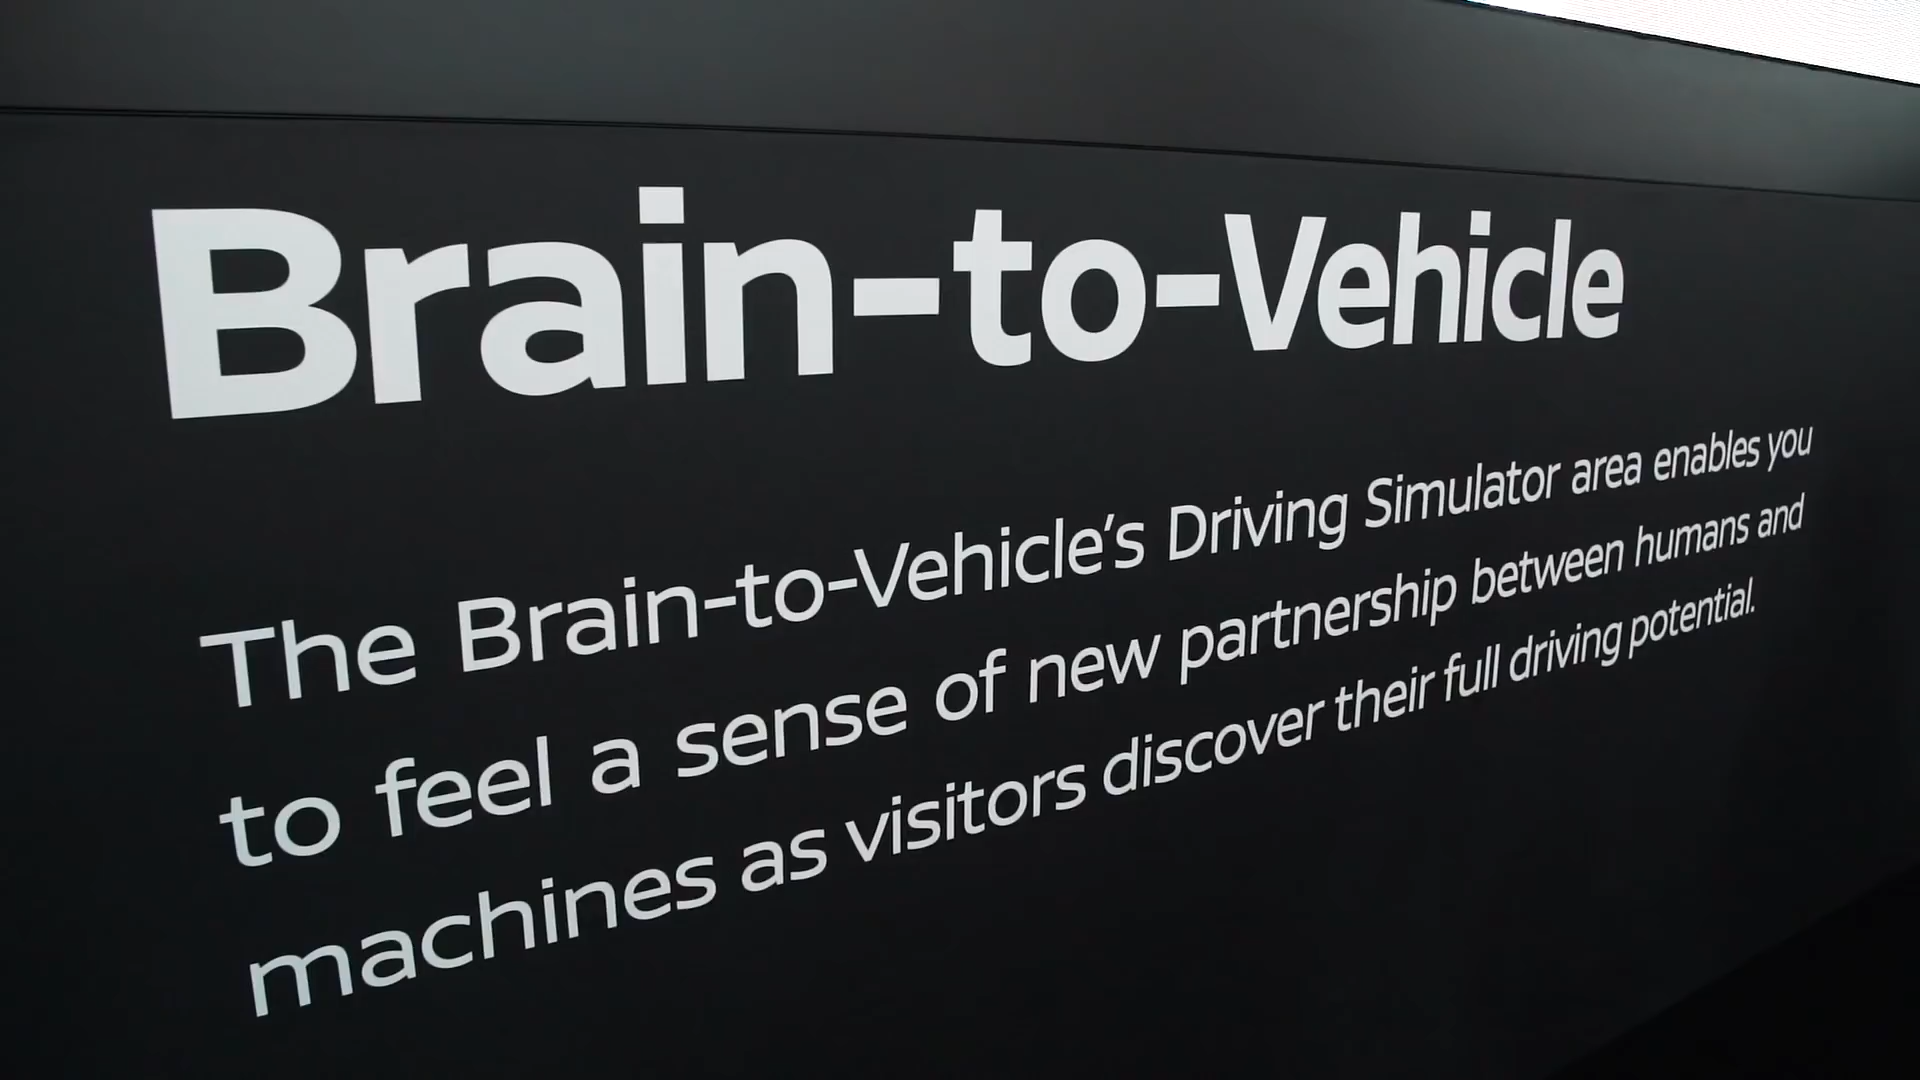 Brain-to-Vehicle
The Brain-to-Vehicle’s Driving Simulator area enables you
to feel a sense of new partnership between humans and
machines as visitors discover their full driving potential.